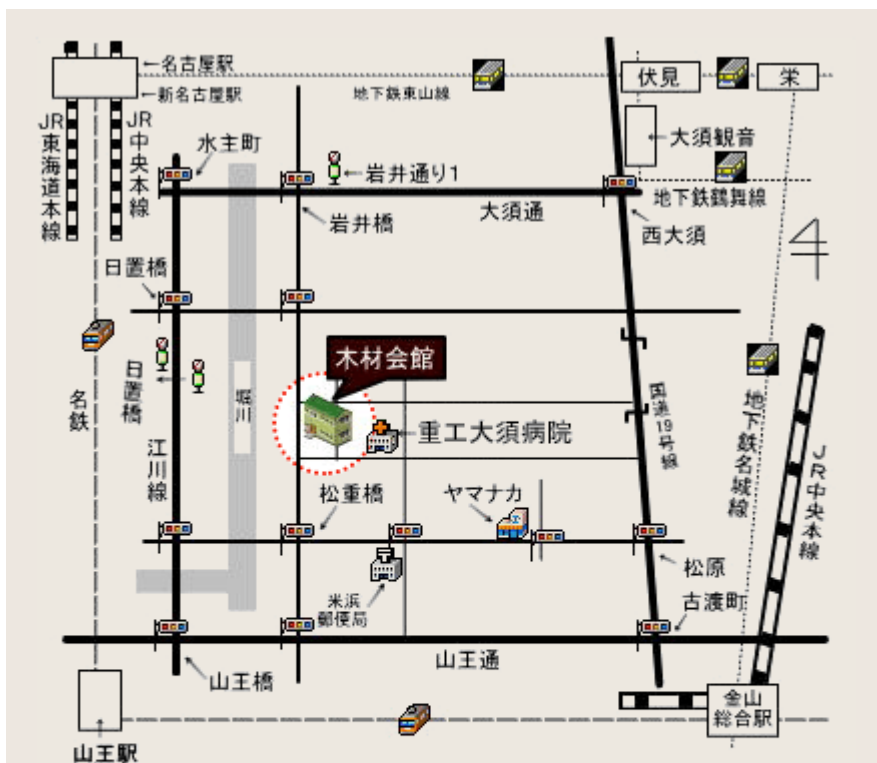 ←名古屋駅
←新名古屋駅
地下鉄東山線
伏見
栄
JR東海道本線
JR中央本線
水主町
←岩井通り1
←大須観音
地下鉄鶴舞線
大須通
岩井橋
西大須
日置橋
木材会館
日置橋
堀川
名鉄
←重工大須病院
国道19号線
地下鉄名城線
JR中央本線
江川線
松重橋
ヤマナカ
松原
米浜
郵便局
古渡町
山王通
山王橋
金山
総合駅
山王駅